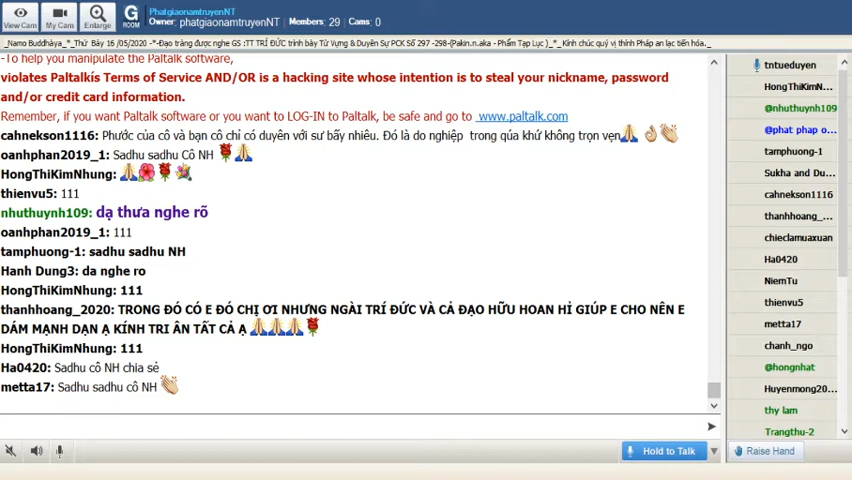 PhatgiaonamtruyenNT
Owner: phatgiaonamtruyenNT Members: 29 Cams: 0
View Cam My Cam Enlarge G ROOM
_Namo Buddhàya _*_Thứ Bảy 16 /05/2020 -*-Đạo tràng được nghe GS :TT TRÍ ĐỨC trình bày Từ Vựng & Duyên Sự PCK Số 297 -298-(Pakin.n.aka - Phẩm Tạp Lục )_*_Kính chúc quý vị thính Pháp an lạc tiến hóa._
-To help you manipulate the Paltalk software,
violates Paltalkís Terms of Service AND/OR is a hacking site whose intention is to steal your nickname, password
and/or credit card information.
Remember, if you want Paltalk software or you want to LOG-IN to Paltalk, be safe and go to www.paltalk.com
cahnekson1116: Phước của cô và bạn cô chỉ có duyên với sư bấy nhiêu. Đó là do nghiệp trong qúa khứ không trọn vẹn🙏 👌👏
oanhphan2019_1: Sadhu sadhu Cô NH 🌹🙏
HongThiKimNhung: 🙏🌺🌹💐
thienvu5: 111
nhuthuynh109: dạ thưa nghe rõ
oanhphan2019_1: 111
tamphuong-1: sadhu sadhu NH
Hanh Dung3: da nghe ro
HongThiKimNhung: 111
thanhhoang_2020: TRONG ĐÓ CÓ E ĐÓ CHỊ ƠI NHƯNG NGÀI TRÍ ĐỨC VÀ CẢ ĐẠO HỮU HOAN HỈ GIÚP E CHO NÊN E
DÁM MẠNH DẠN Ạ KÍNH TRI ÂN TẤT CẢ Ạ 🙏🙏🙏🌹
HongThiKimNhung: 111
Ha0420: Sadhu cô NH chia sẻ
metta17: Sadhu sadhu cô NH 👏
Hold to Talk
tntueduyen
HongThiKimN...
@nhuthuynh109
@phat phap o...
tamphuong-1
Sukha and Du...
cahnekson1116
thanhhoang_...
chieclamuaxuan
Ha0420
NiemTu
thienvu5
metta17
chanh_ngo
@hongnhat
Huyenmong20...
thy lam
Trangthu-2
Raise Hand